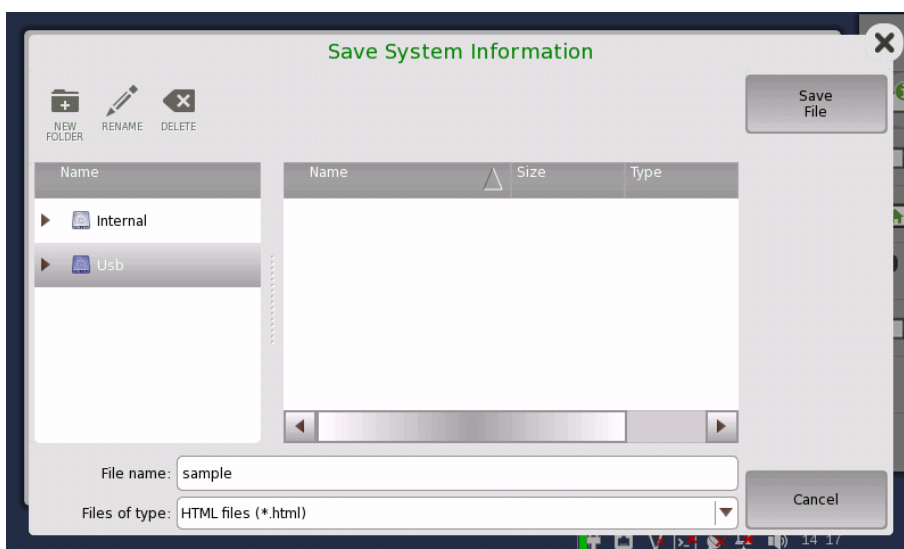 Save System Information
NEW
FOLDER
RENAME
DELETE
Save
File
Name
Name
Size
Type
Internal
Usb
File name:
sample
Files of type:
HTML files (*.html)
Cancel
14 17